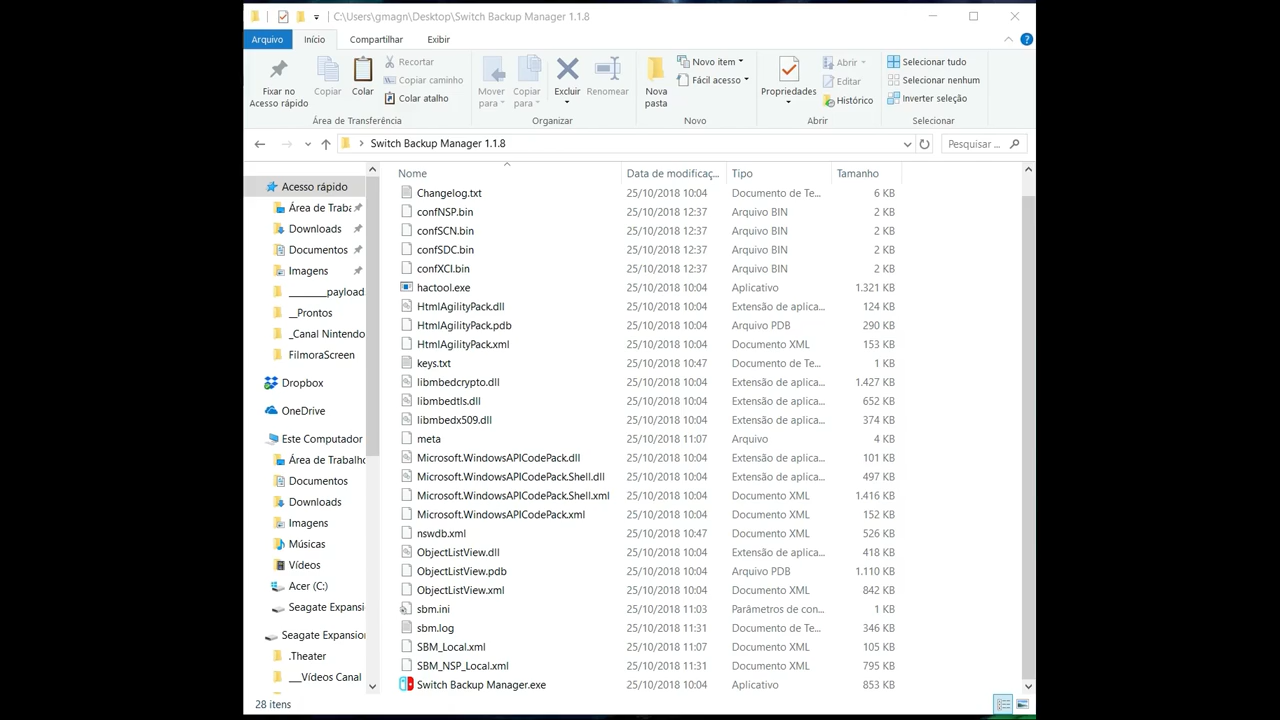 C:\Users\gmagn\Desktop\Switch Backup Manager 1.1.8
Arquivo Início Compartilhar Exibir
Fixar no Acesso rápido
Copiar
Colar
Recortar
Copiar caminho
Colar atalho
Área de Transferência
Mover para
Copiar para
Excluir
Renomear
Organizar
Nova pasta
Novo item
Fácil acesso
Novo
Propriedades
Abrir
Editar
Histórico
Abrir
Selecionar tudo
Selecionar nenhum
Inverter seleção
Selecionar
Switch Backup Manager 1.1.8
Pesquisar ...
Acesso rápido
Área de Traba
Downloads
Documentos
Imagens
________payload
__Prontos
_Canal Nintendo
FilmoraScreen
Dropbox
OneDrive
Este Computador
Área de Trabalho
Documentos
Downloads
Imagens
Músicas
Vídeos
Acer (C:)
Seagate Expansi
Seagate Expansion
.Theater
___Vídeos Canal
Nome Data de modificaç... Tipo Tamanho
Changelog.txt 25/10/2018 10:04 Documento de Te... 6 KB
confNSP.bin 25/10/2018 12:37 Arquivo BIN 2 KB
confSCN.bin 25/10/2018 12:37 Arquivo BIN 2 KB
confSDC.bin 25/10/2018 12:37 Arquivo BIN 2 KB
confXCI.bin 25/10/2018 12:37 Arquivo BIN 2 KB
hactool.exe 25/10/2018 10:04 Aplicativo 1.321 KB
HtmlAgilityPack.dll 25/10/2018 10:04 Extensão de aplica... 124 KB
HtmlAgilityPack.pdb 25/10/2018 10:04 Arquivo PDB 290 KB
HtmlAgilityPack.xml 25/10/2018 10:04 Documento XML 153 KB
keys.txt 25/10/2018 10:47 Documento de Te... 1 KB
libmbedcrypto.dll 25/10/2018 10:04 Extensão de aplica... 1.427 KB
libmbedtls.dll 25/10/2018 10:04 Extensão de aplica... 652 KB
libmbedx509.dll 25/10/2018 10:04 Extensão de aplica... 374 KB
meta 25/10/2018 11:07 Arquivo 4 KB
Microsoft.WindowsAPICodePack.dll 25/10/2018 10:04 Extensão de aplica... 101 KB
Microsoft.WindowsAPICodePack.Shell.dll 25/10/2018 10:04 Extensão de aplica... 497 KB
Microsoft.WindowsAPICodePack.Shell.xml 25/10/2018 10:04 Documento XML 1.416 KB
Microsoft.WindowsAPICodePack.xml 25/10/2018 10:04 Documento XML 152 KB
nswdb.xml 25/10/2018 10:47 Documento XML 526 KB
ObjectListView.dll 25/10/2018 10:04 Extensão de aplica... 418 KB
ObjectListView.pdb 25/10/2018 10:04 Arquivo PDB 1.110 KB
ObjectListView.xml 25/10/2018 10:04 Documento XML 842 KB
sbm.ini 25/10/2018 11:03 Parâmetros de con... 1 KB
sbm.log 25/10/2018 11:31 Documento de Te... 346 KB
SBM_Local.xml 25/10/2018 11:07 Documento XML 105 KB
SBM_NSP_Local.xml 25/10/2018 11:31 Documento XML 795 KB
Switch Backup Manager.exe 25/10/2018 10:04 Aplicativo 853 KB
28 itens